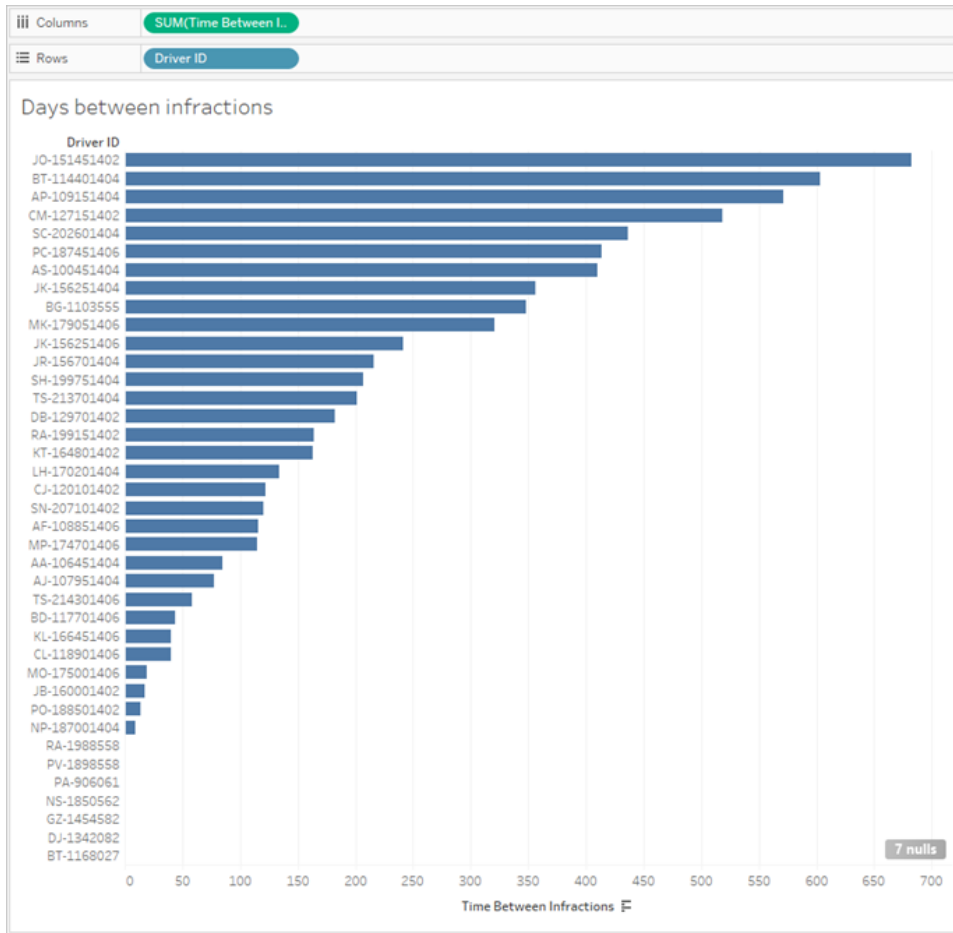 Columns
SUM(Time Between I..
Rows
Driver ID
Days between infractions
Driver ID
JO-151451402
BT-114401404
AP-109151404
CM-127151402
SC-202601404
PC-187451406
AS-100451404
JK-156251404
BG-1103555
MK-179051406
JK-156251406
JR-156701404
SH-199751404
TS-213701404
DB-129701402
RA-199151402
KT-164801402
LH-170201404
CJ-120101402
SN-207101402
AF-108851406
MP-174701406
AA-106451404
AJ-107951404
TS-214301406
BD-117701406
KL-166451406
CL-118901406
MO-175001406
JB-160001402
PO-188501402
NP-187001404
RA-1988558
PV-1898558
PA-906061
NS-1850562
GZ-1454582
DJ-1342082
BT-1168027
7 nulls
0 50 100 150 200 250 300 350 400 450 500 550 600 650 700
Time Between Infractions